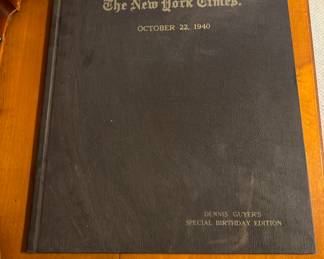 The New York Times.
OCTOBER 22, 1940
DENNIS GUYER'S
SPECIAL BIRTHDAY EDITION